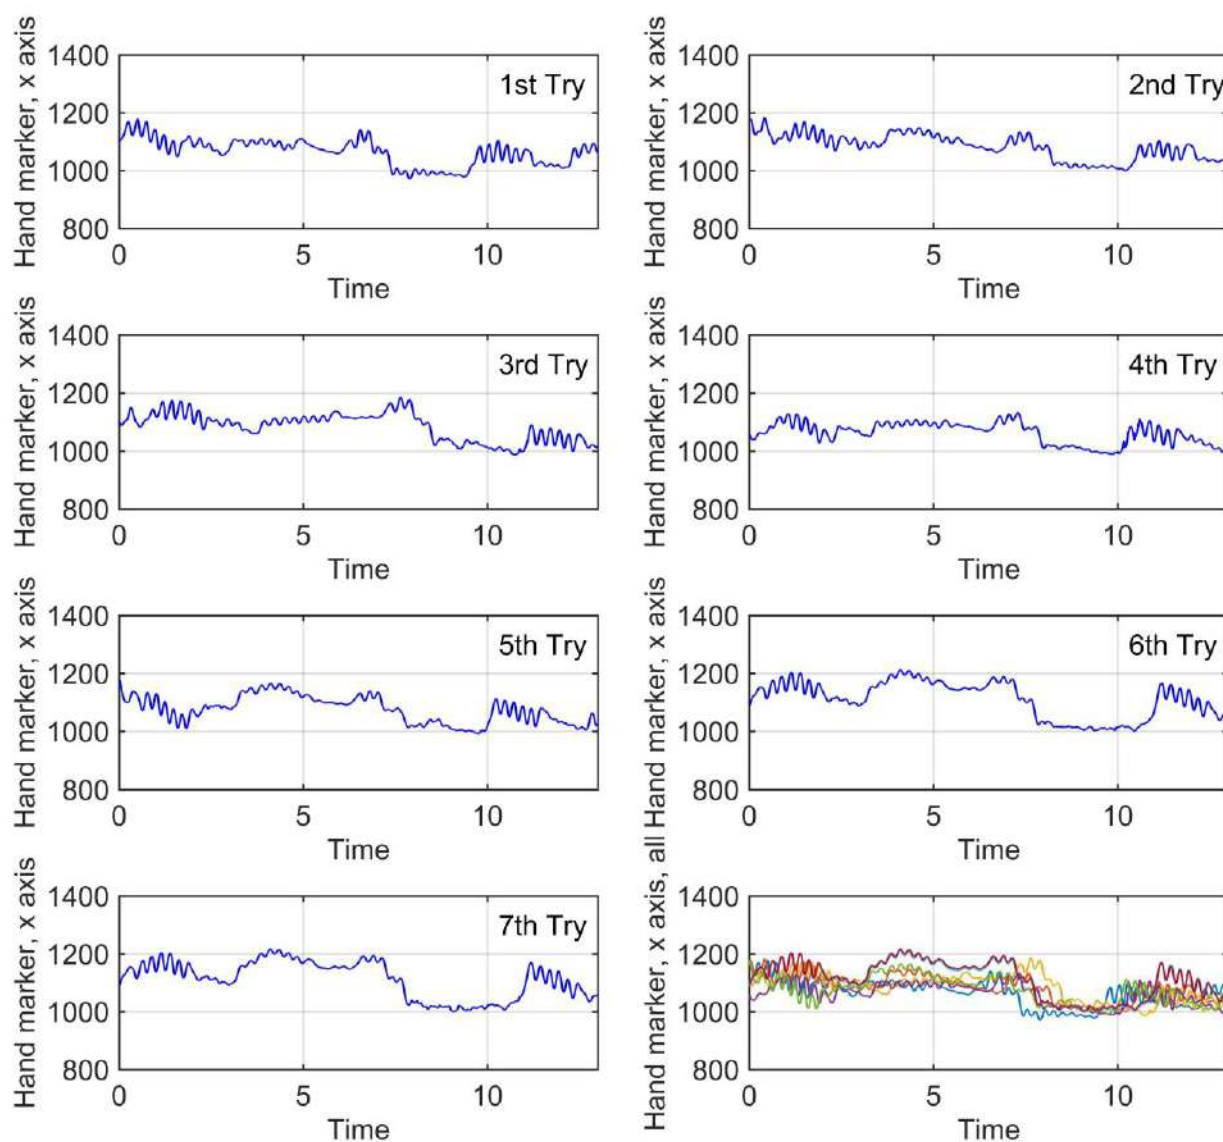 Hand marker, x axis
1400
1200
1000
800
1st Try
0
5
10
Time
Hand marker, x axis
1400
1200
1000
800
2nd Try
0
5
10
Time
Hand marker, x axis
1400
1200
1000
800
3rd Try
0
5
10
Time
Hand marker, x axis
1400
1200
1000
800
4th Try
0
5
10
Time
Hand marker, x axis
1400
1200
1000
800
5th Try
0
5
10
Time
Hand marker, x axis
1400
1200
1000
800
6th Try
0
5
10
Time
Hand marker, x axis
1400
1200
1000
800
7th Try
0
5
10
Time
Hand marker, x axis, all
1400
1200
1000
800
0
5
10
Time